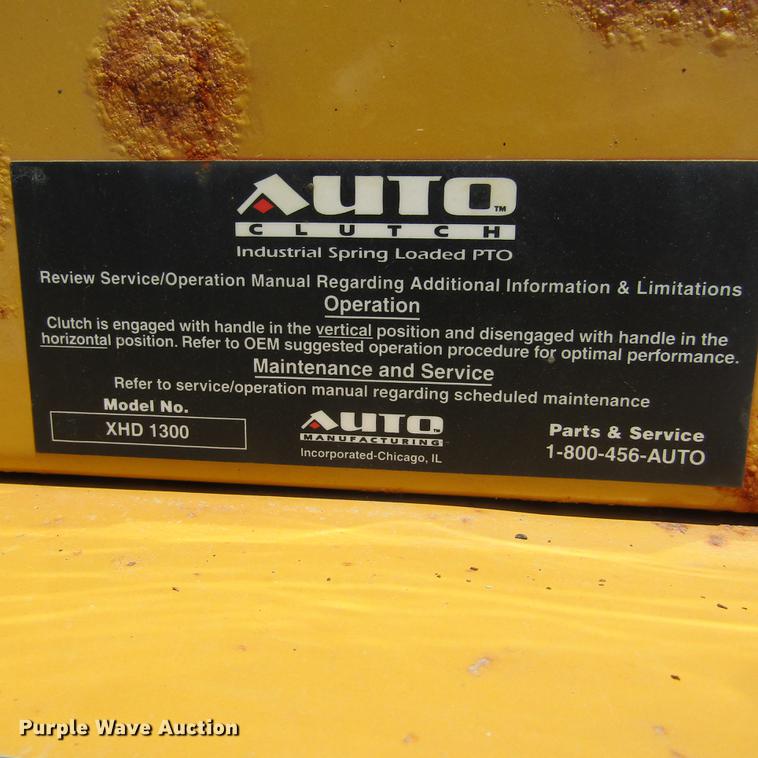 AUTO™
CLUTCH
Industrial Spring Loaded PTO
Review Service/Operation Manual Regarding Additional Information & Limitations
Operation
Clutch is engaged with handle in the vertical position and disengaged with handle in the
horizontal position. Refer to OEM suggested operation procedure for optimal performance.
Maintenance and Service
Refer to service/operation manual regarding scheduled maintenance
Model No.
XHD 1300
AUTO™
MANUFACTURING
Incorporated-Chicago, IL
Parts & Service
1-800-456-AUTO
Purple Wave Auction